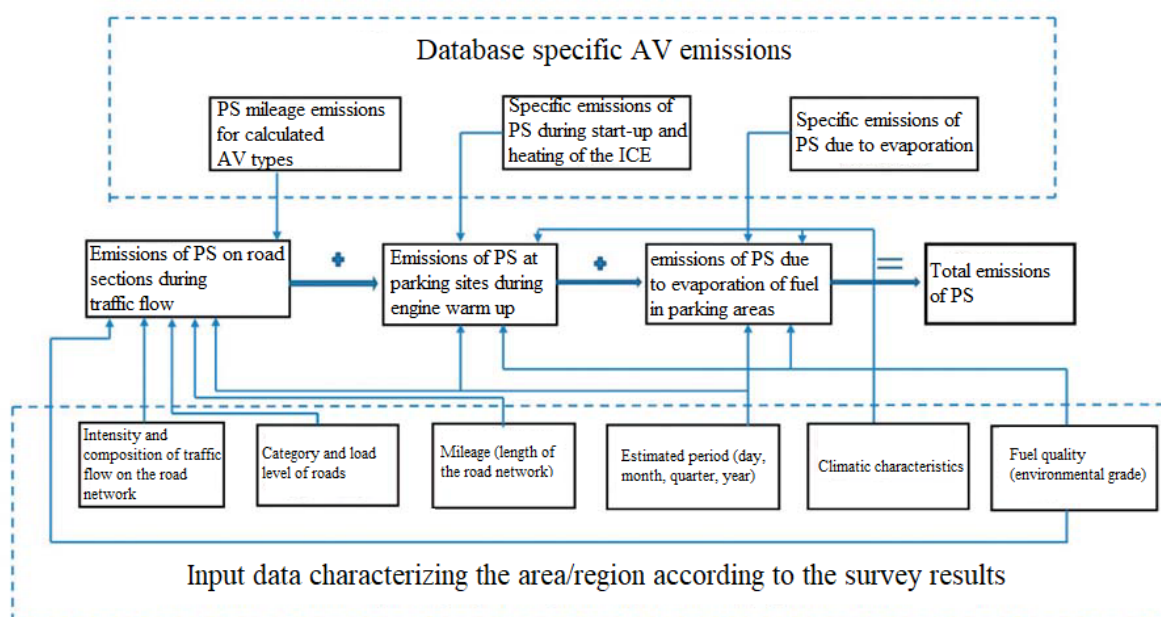 Database specific AV emissions
PS mileage emissions
for calculated
AV types
Specific emissions of
PS during start-up and
heating of the ICE
Specific emissions of
PS due to evaporation
Emissions of PS on road
sections during
traffic flow
+
Emissions of PS at
parking sites during
engine warm up
+
emissions of PS due
to evaporation of fuel
in parking areas
=
Total emissions
of PS
Intensity and
composition of traffic
flow on the road
network
Category and load
level of roads
Mileage (length of
the road network)
Estimated period (day,
month, quarter, year)
Climatic characteristics
Fuel quality
(environmental grade)
Input data characterizing the area/region according to the survey results